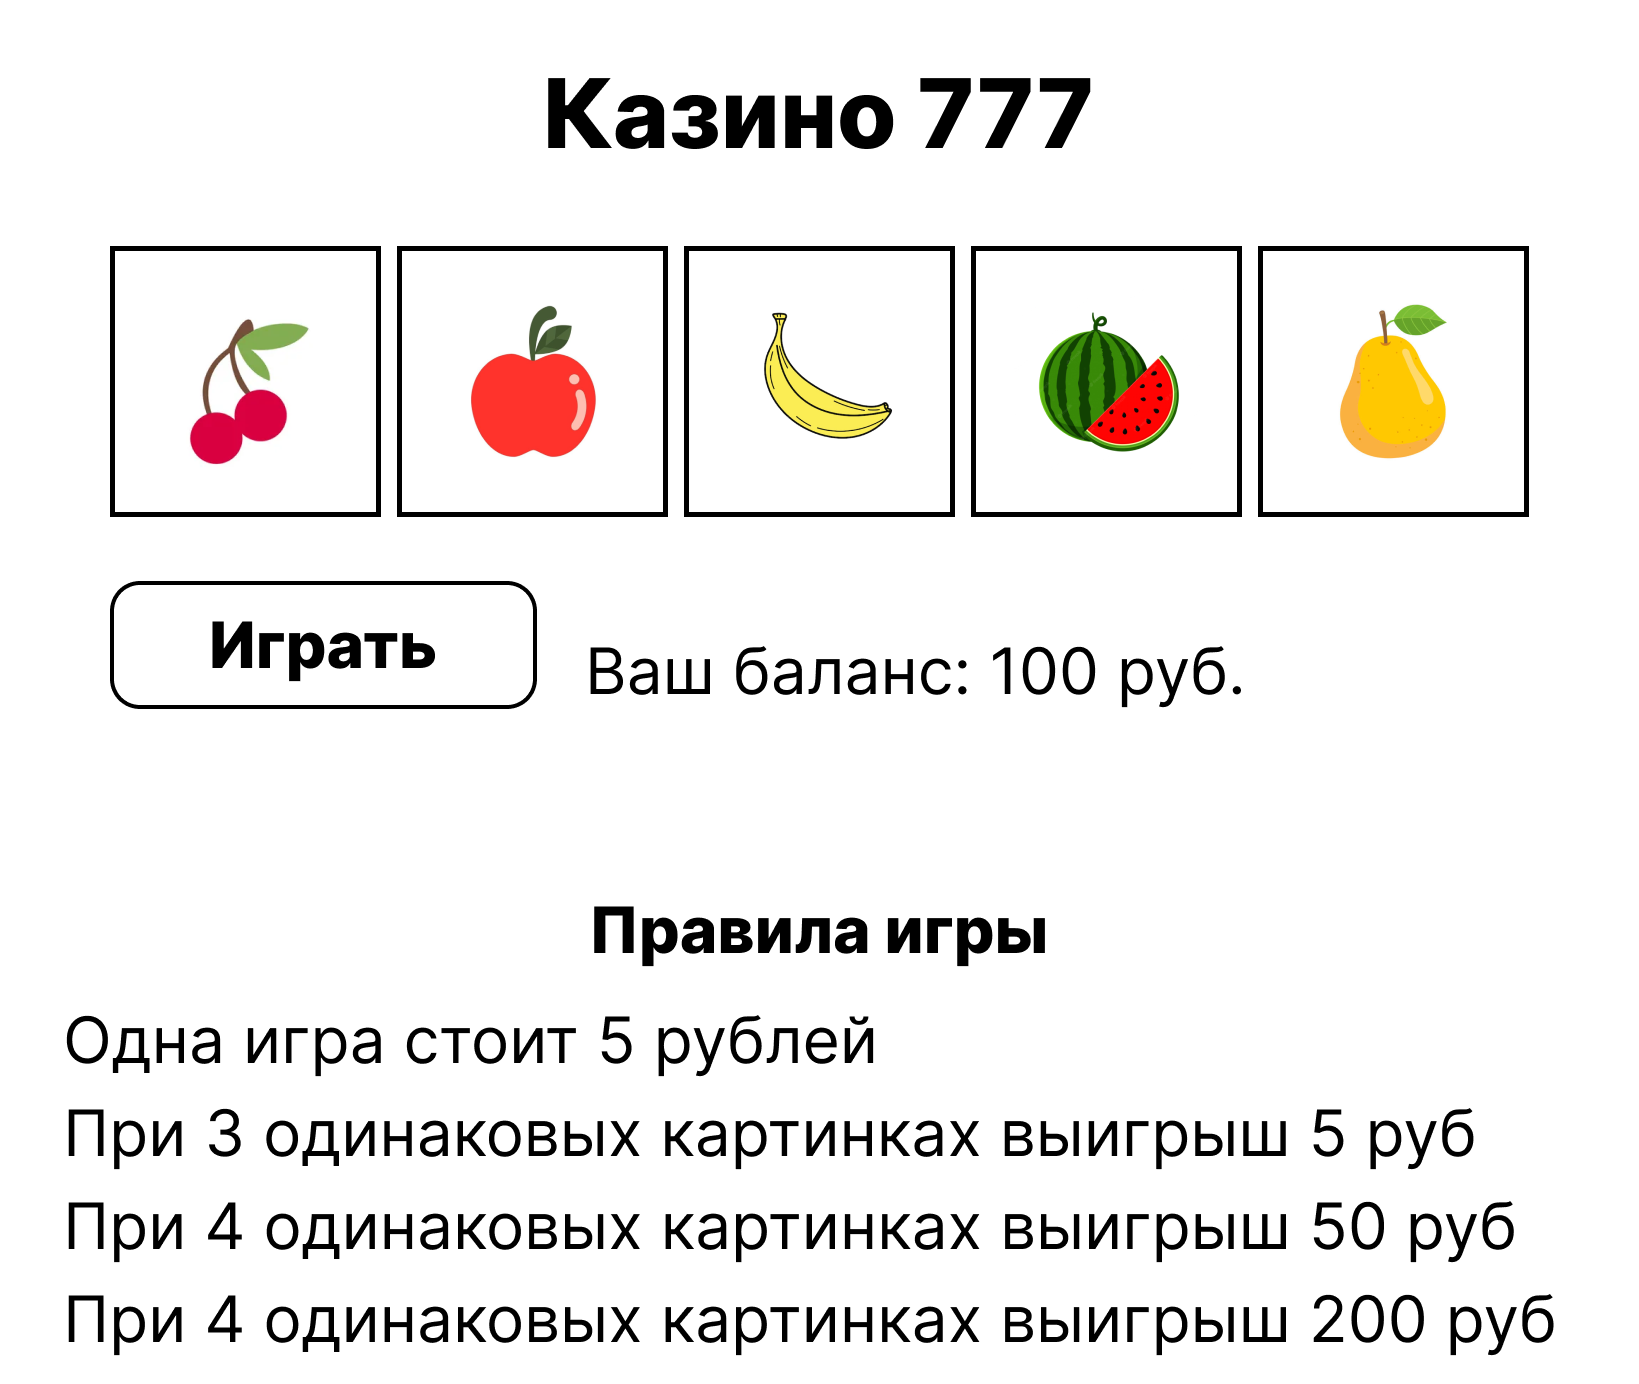 Казино 777
Играть
Ваш баланс: 100 руб.
Правила игры
Одна игра стоит 5 рублей
При 3 одинаковых картинках выигрыш 5 руб
При 4 одинаковых картинках выигрыш 50 руб
При 4 одинаковых картинках выигрыш 200 руб